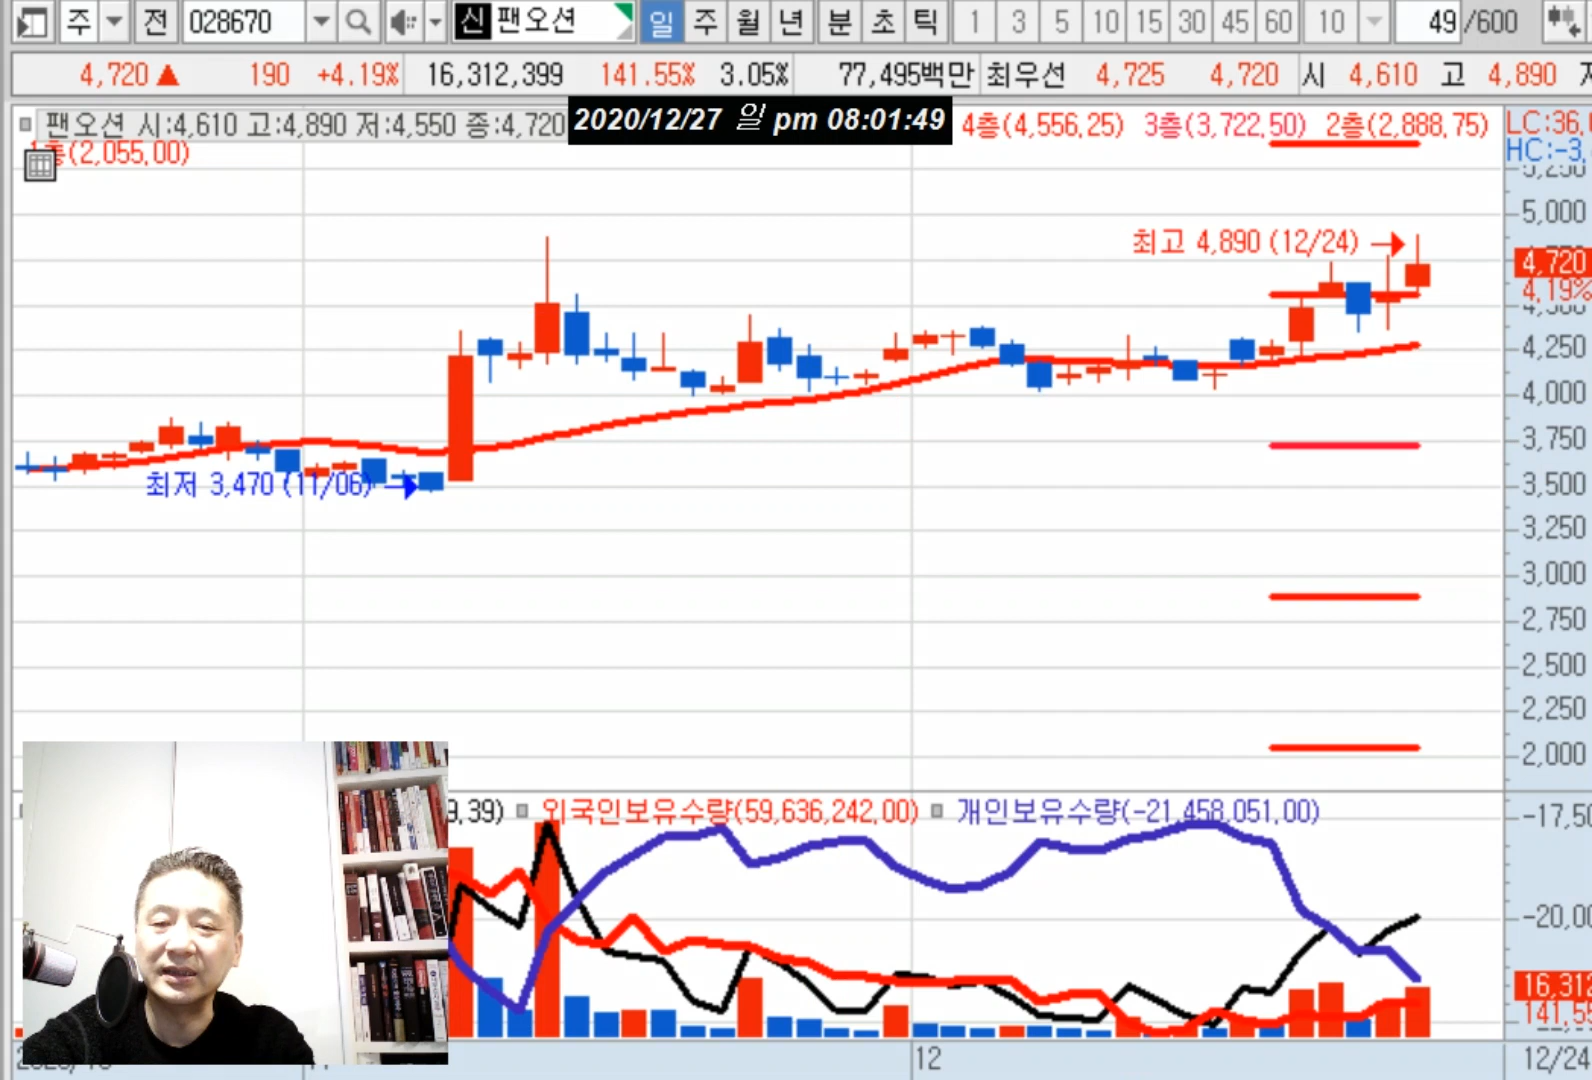 주 전 028670 신 팬오션 일 주 월 년 분 초 틱 1 3 5 10 15 30 45 60 10 49 /600
4,720 ▲ 190 +4.19% 16,312,399 141.55% 3.05% 77,495백만 최우선 4,725 4,720 시 4,610 고 4,890
팬오션 시:4,610 고:4,890 저:4,550 종:4,720 2020/12/27 일 pm 08:01:49 4층(4,556,25) 3층(3,722,50) 2층(2,888,75) LC:36,
1층(2,055,00) HC:-3,
5,000
최고 4,890 (12/24)
4,720
4,19%
4,500
4,250
4,000
3,750
최저 3,470 (11/06) 3,500
3,250
3,000
2,750
2,500
2,250
2,000
9,39) 외국인보유수량(59,636,242,00) 개인보유수량(-21,458,051,00) -17,50
-20,00
16,312
141,55
12 12/24